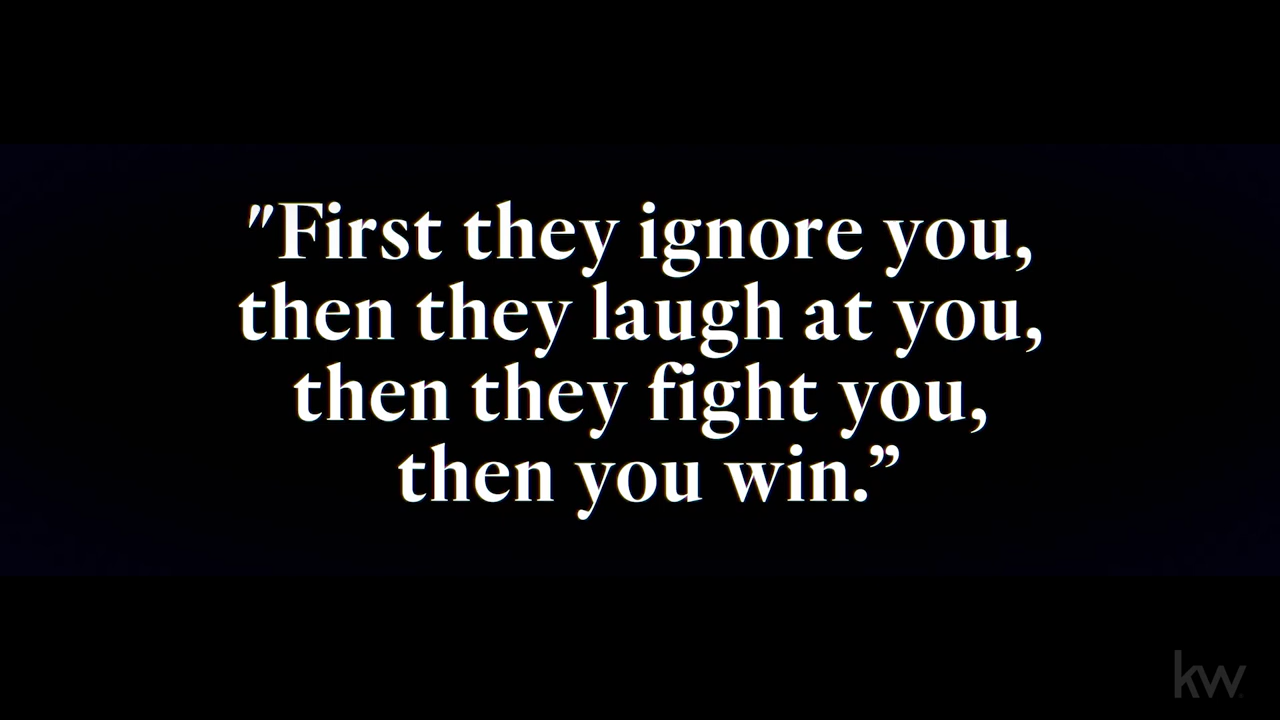 "First they ignore you,
then they laugh at you,
then they fight you,
then you win.”
kw